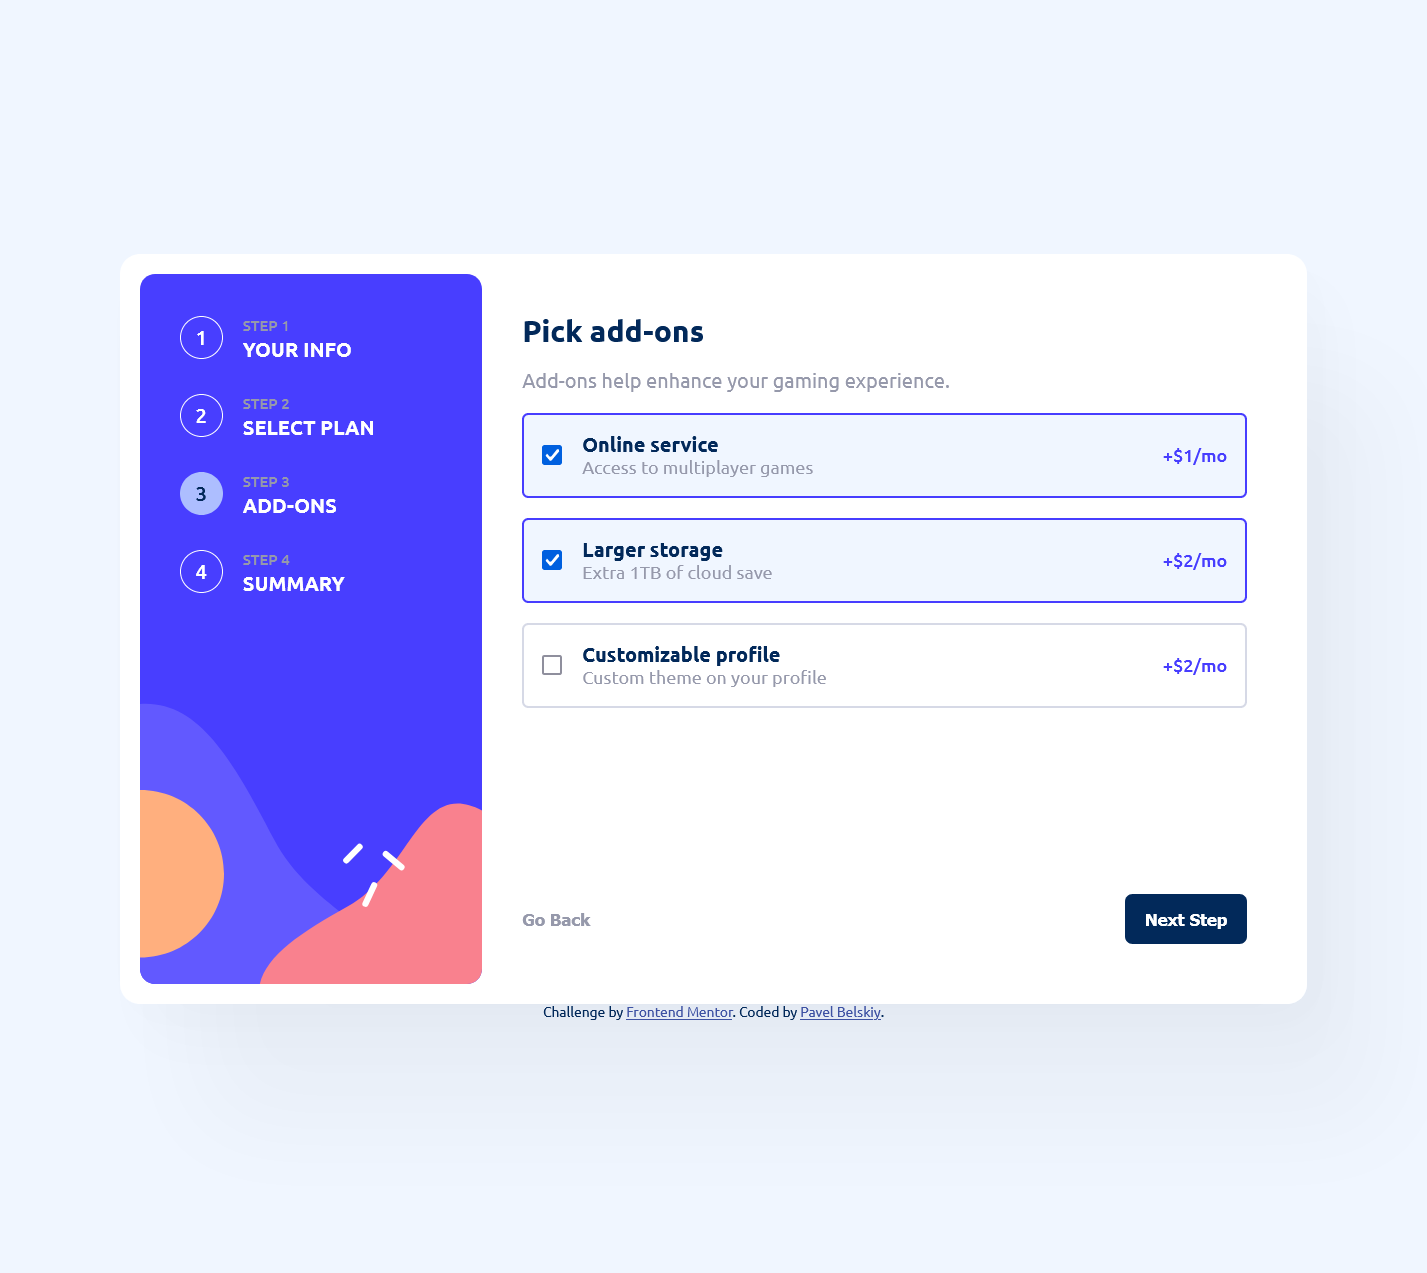 1
STEP 1
YOUR INFO
2
STEP 2
SELECT PLAN
3
STEP 3
ADD-ONS
4
STEP 4
SUMMARY
Pick add-ons
Add-ons help enhance your gaming experience.
Online service
Access to multiplayer games
+$1/mo
Larger storage
Extra 1TB of cloud save
+$2/mo
Customizable profile
Custom theme on your profile
+$2/mo
Go Back
Next Step
Challenge by Frontend Mentor. Coded by Pavel Belskiy.